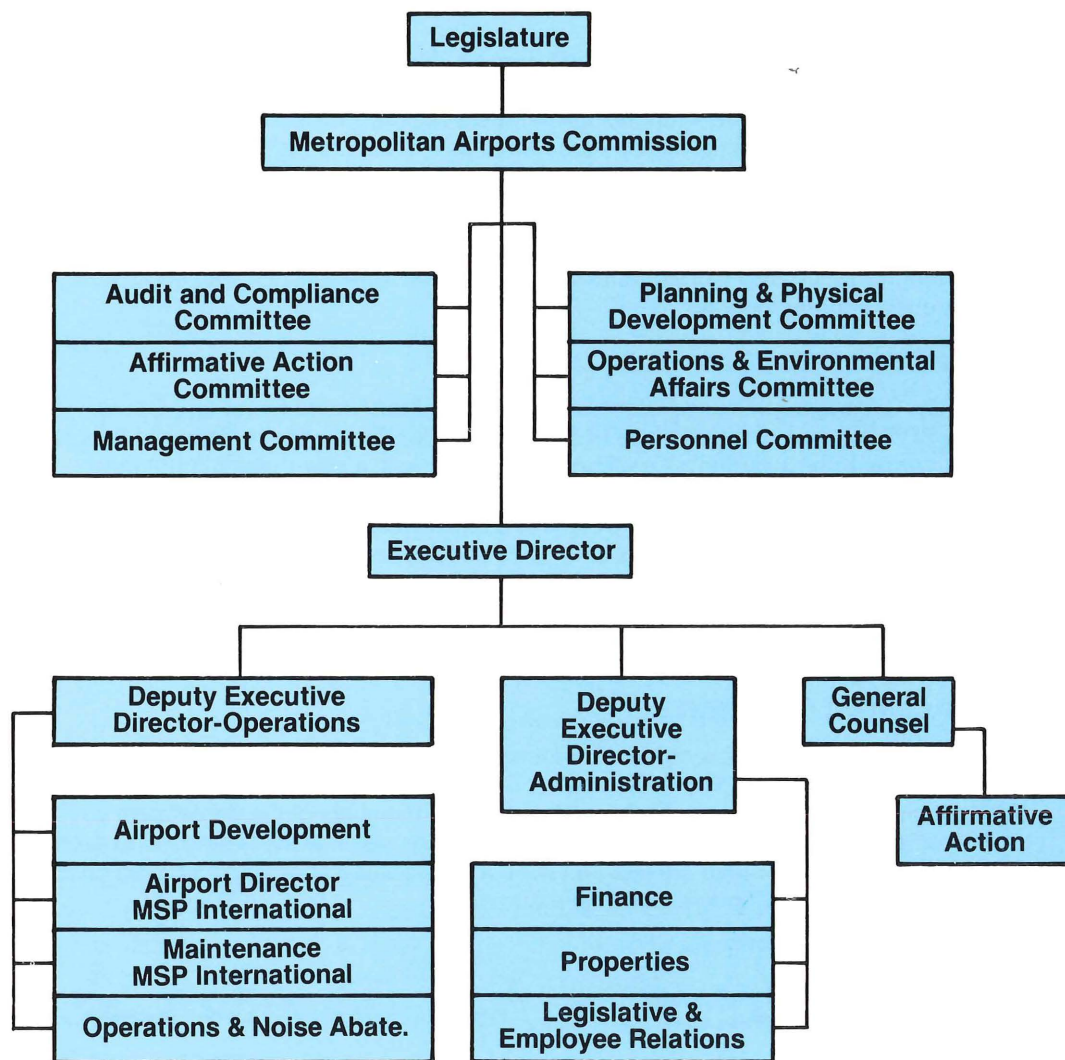 Legislature
Metropolitan Airports Commission
Audit and Compliance
Committee
Affirmative Action
Committee
Management Committee
Planning & Physical
Development Committee
Operations & Environmental
Affairs Committee
Personnel Committee
Executive Director
Deputy Executive
Director-Operations
Airport Development
Airport Director
MSP International
Maintenance
MSP International
Operations & Noise Abate.
Deputy
Executive
Director-
Administration
Finance
Properties
Legislative &
Employee Relations
General
Counsel
Affirmative
Action